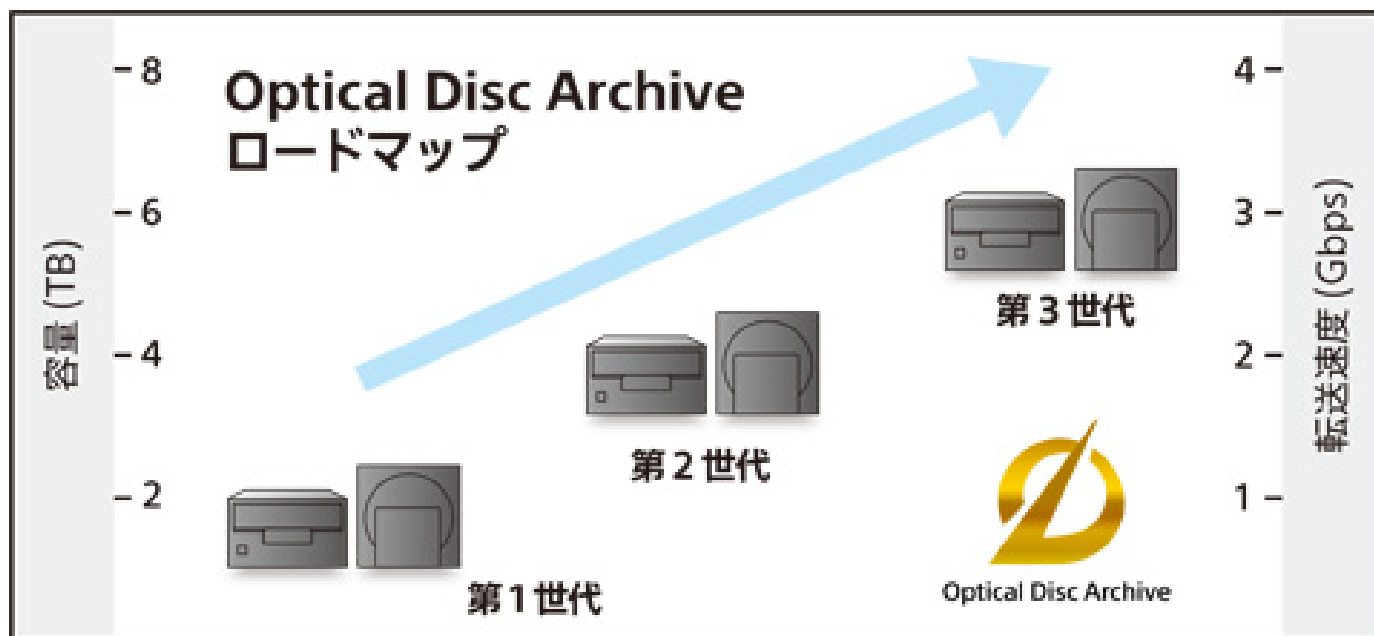 Optical Disc Archive
ロードマップ
容量 (TB)
8
6
4
2
第1世代
第2世代
第3世代
4
3
2
1
転送速度 (Gbps)
Optical Disc Archive